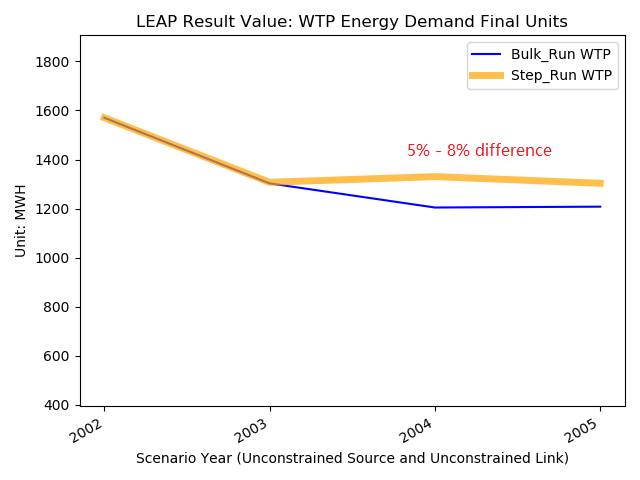 LEAP Result Value: WTP Energy Demand Final Units
Bulk_Run WTP
Step_Run WTP
5% - 8% difference
Unit: MWH
1800
1600
1400
1200
1000
800
600
400
2002
2003
2004
2005
Scenario Year (Unconstrained Source and Unconstrained Link)